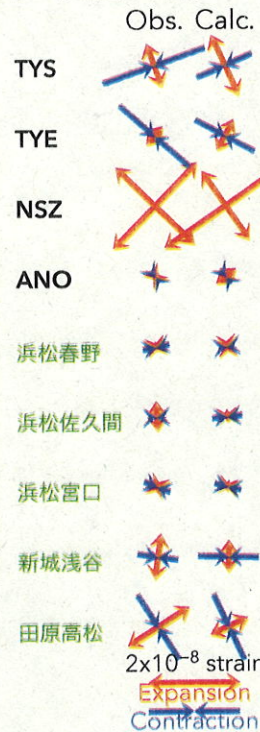 Obs. Calc.
TYS
TYE
NSZ
ANO
浜松春野
浜松佐久間
浜松宮口
新城浅谷
田原高松
2x10⁻⁸ strain
Expansion
Contraction